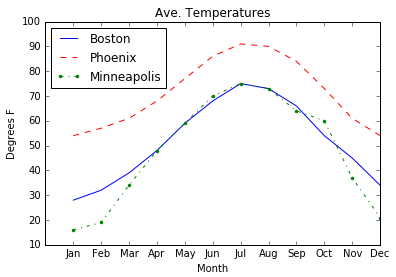 Ave. Temperatures
Degrees F
100
90
80
70
60
50
40
30
20
10
Boston
Phoenix
Minneapolis
Jan Feb Mar Apr May Jun Jul Aug Sep Oct Nov Dec
Month